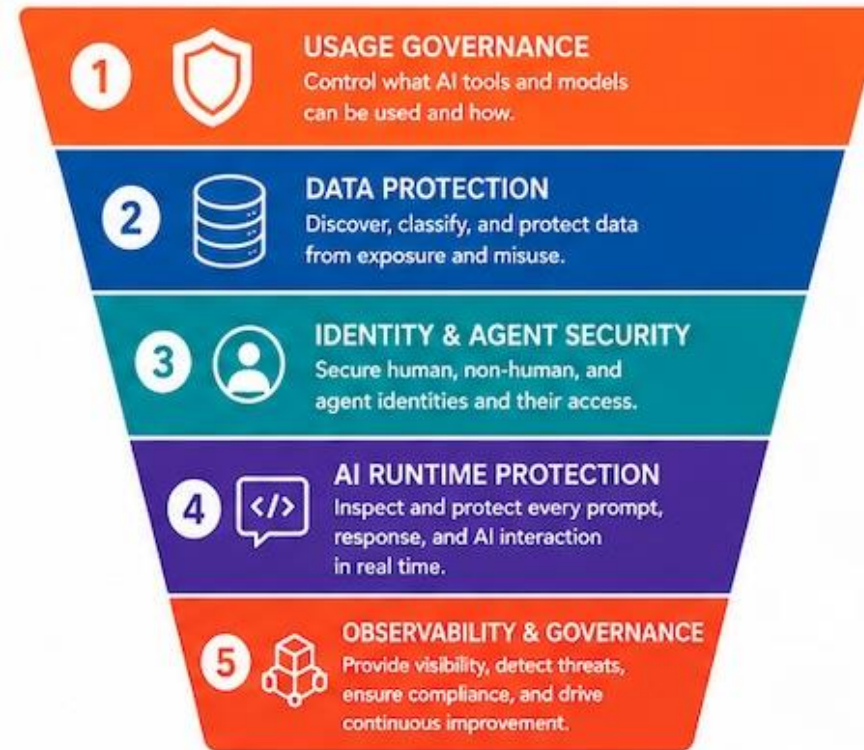 1
USAGE GOVERNANCE
Control what AI tools and models
can be used and how.
2
DATA PROTECTION
Discover, classify, and protect data
from exposure and misuse.
3
IDENTITY & AGENT SECURITY
Secure human, non-human, and
agent identities and their access.
4
</>
AI RUNTIME PROTECTION
Inspect and protect every prompt,
response, and AI interaction
in real time.
5
OBSERVABILITY & GOVERNANCE
Provide visibility, detect threats,
ensure compliance, and drive
continuous improvement.